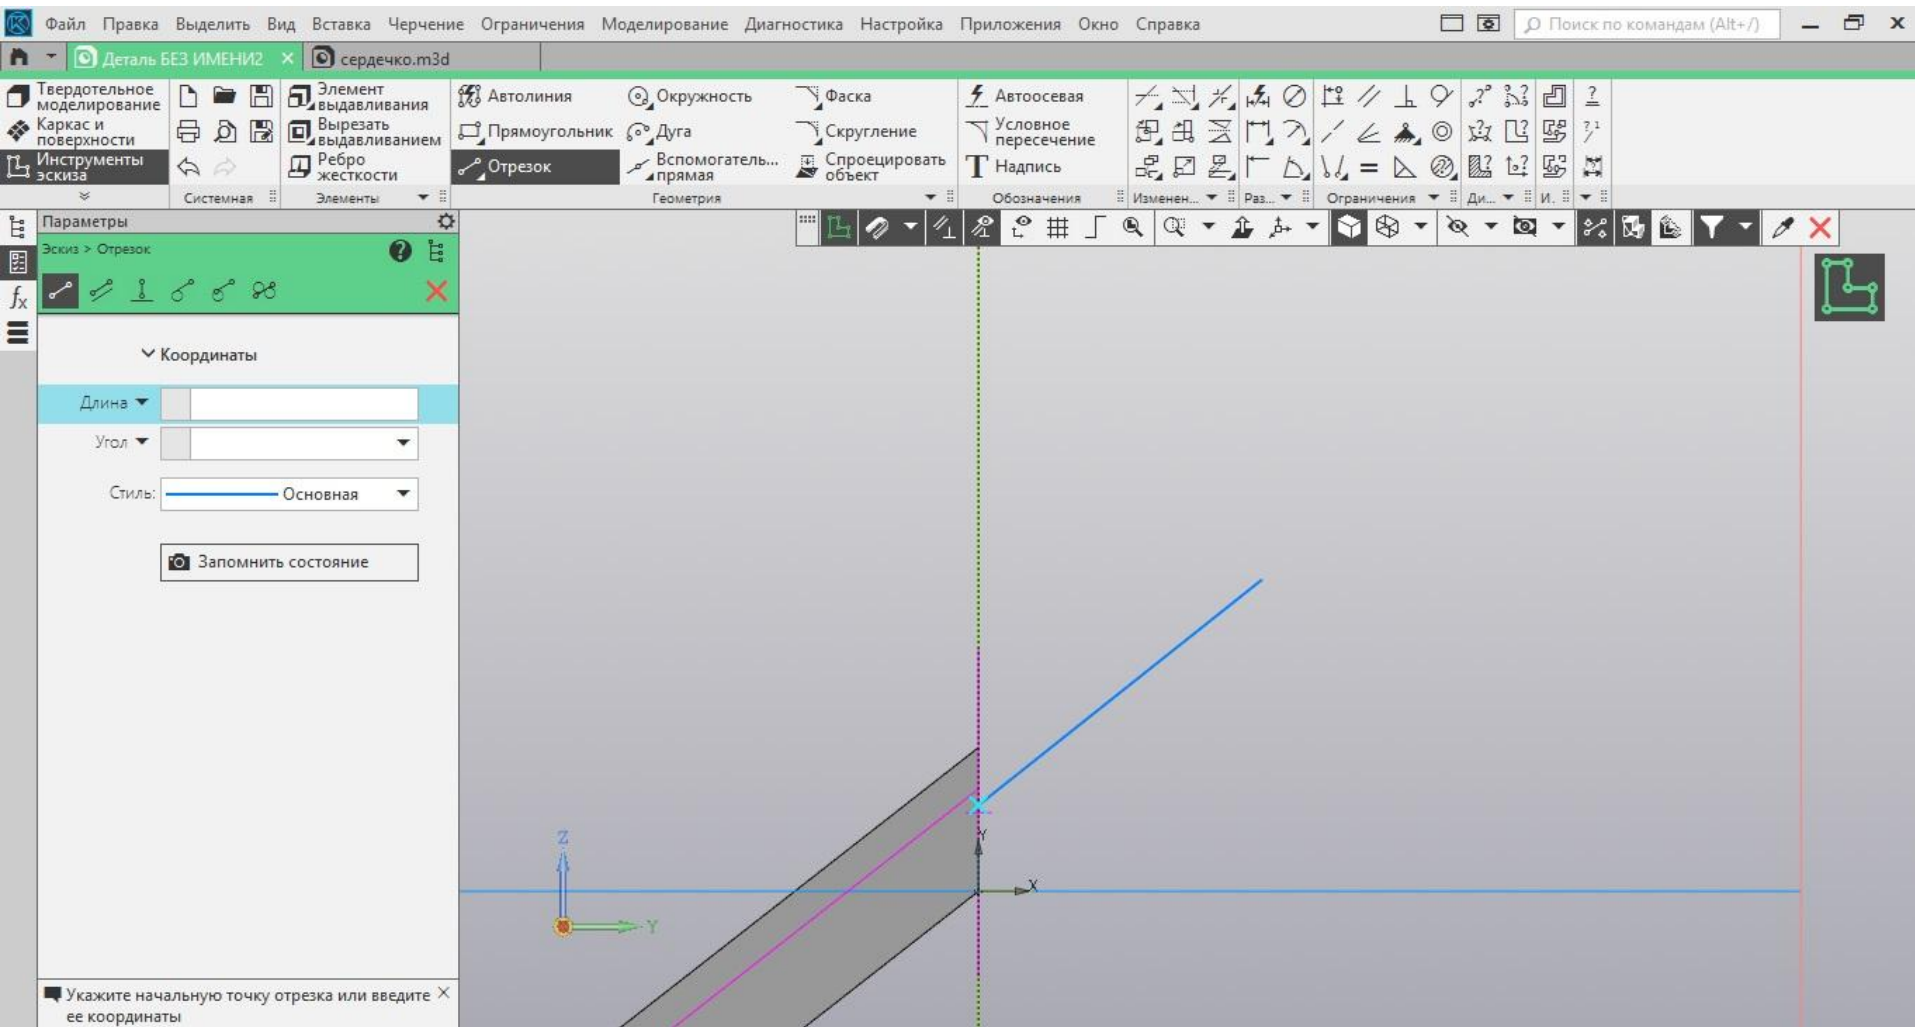 Файл Правка Выделить Вид Вставка Черчение Ограничения Моделирование Диагностика Настройка Приложения Окно Справка Поиск по командам (Alt+/)
Деталь БЕЗ ИМЕНИ2 сердечко.m3d
Твердотельное моделирование
Каркас и поверхности
Инструменты эскиза
Системная
Элемент выдавливания
Вырезать выдавливанием
Ребро жесткости
Элементы
Автолиния Окружность Фаска
Прямоугольник Дуга Скругление
Отрезок Вспомогатель... прямая Спроецировать объект
Геометрия
Автоосевая
Условное пересечение
Надпись
Обозначения
Изменен... Раз... Ограничения Ди... И.
Параметры
Эскиз > Отрезок
Координаты
Длина
Угол
Стиль: Основная
Запомнить состояние
Укажите начальную точку отрезка или введите
ее координаты
Z
Y
Y
X